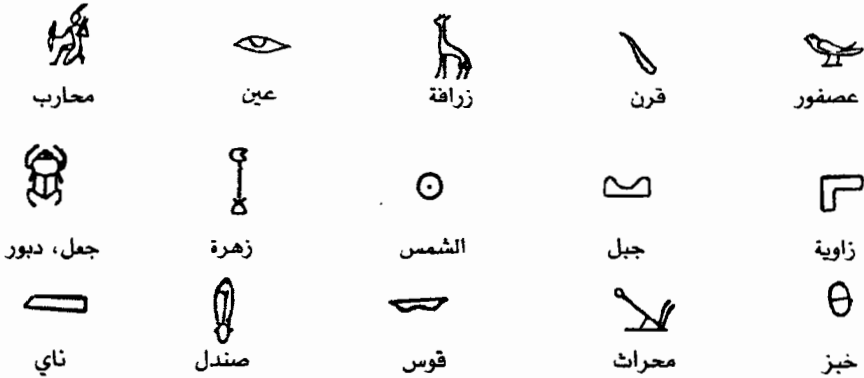 عصفور قرن زرافة عين محارب
زاوية جبل الشمس زهرة جعل، دبور
خبز محراث قوس صندل ناي